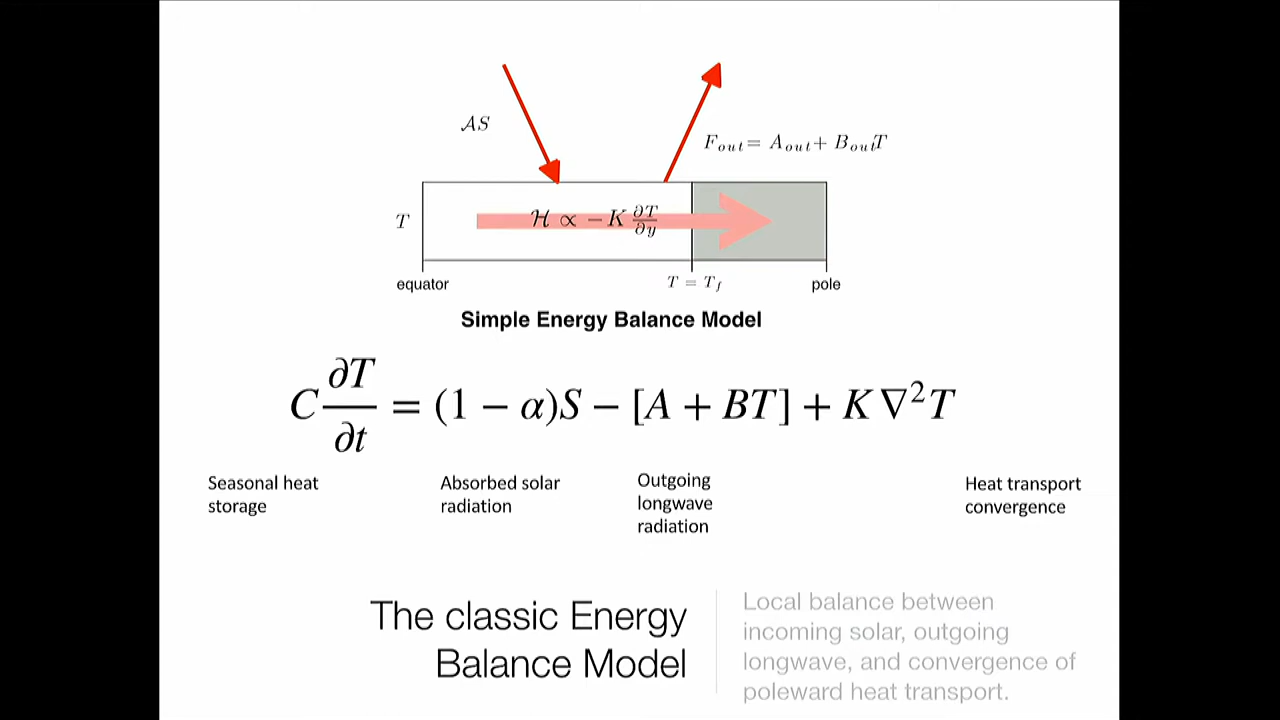 𝒜S
F_out = A_out + B_out T
T
ℋ ∝ −K ∂T/∂y
equator
T = T_f
pole
Simple Energy Balance Model
C ∂T/∂t = (1 − α)S − [A + BT] + K∇²T
Seasonal heat
storage
Absorbed solar
radiation
Outgoing
longwave
radiation
Heat transport
convergence
The classic Energy
Balance Model
Local balance between
incoming solar, outgoing
longwave, and convergence of
poleward heat transport.